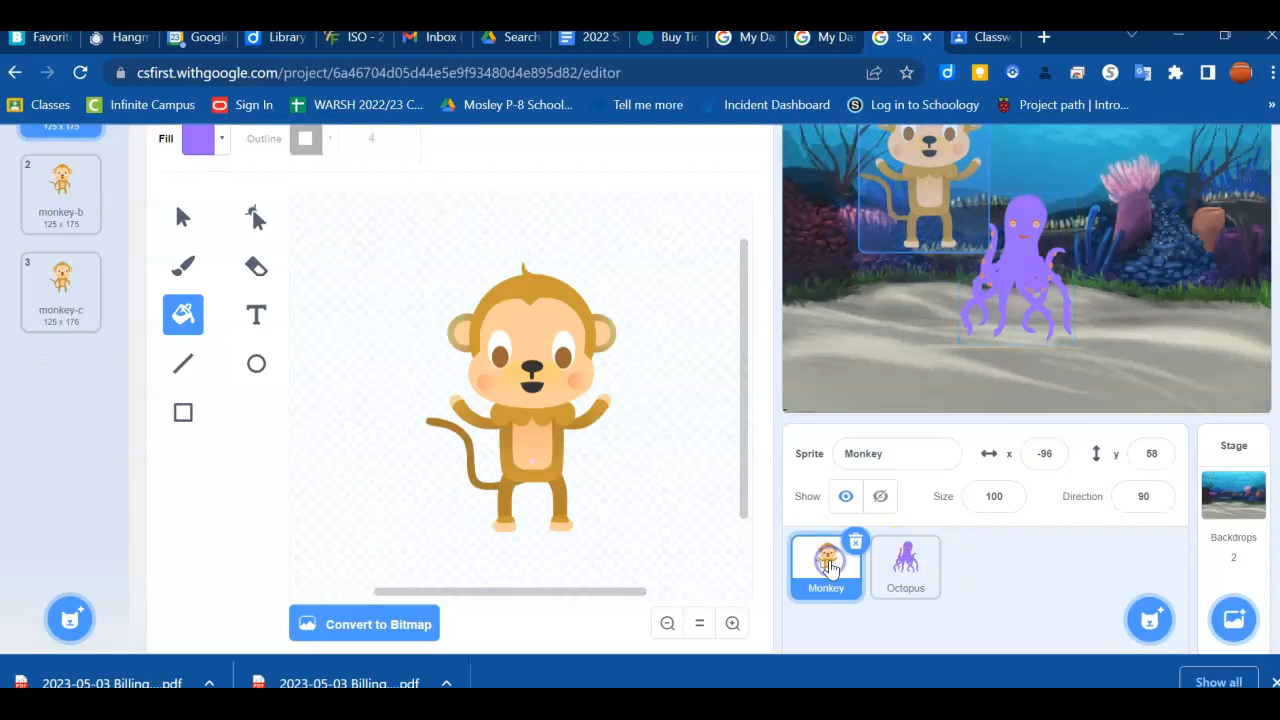 Favorit Hangm Google Library ISO - 2 Inbox ( Search 2022 S Buy Tic My Da My Da Sta Classw
csfirst.withgoogle.com/project/6a46704d05d44e5e9f93480d4e895d82/editor
Classes Infinite Campus Sign In WARSH 2022/23 C... Mosley P-8 School... Tell me more Incident Dashboard Log in to Schoology Project path | Intro... »
125 x 175
Fill Outline 4
2
monkey-b
125 x 175
3
monkey-c
125 x 176
T
Convert to Bitmap
Sprite Monkey x -96 y 58
Show Size 100 Direction 90
Monkey Octopus
Stage
Backdrops
2
2023-05-03 Billing....pdf 2023-05-03 Billing....pdf Show all